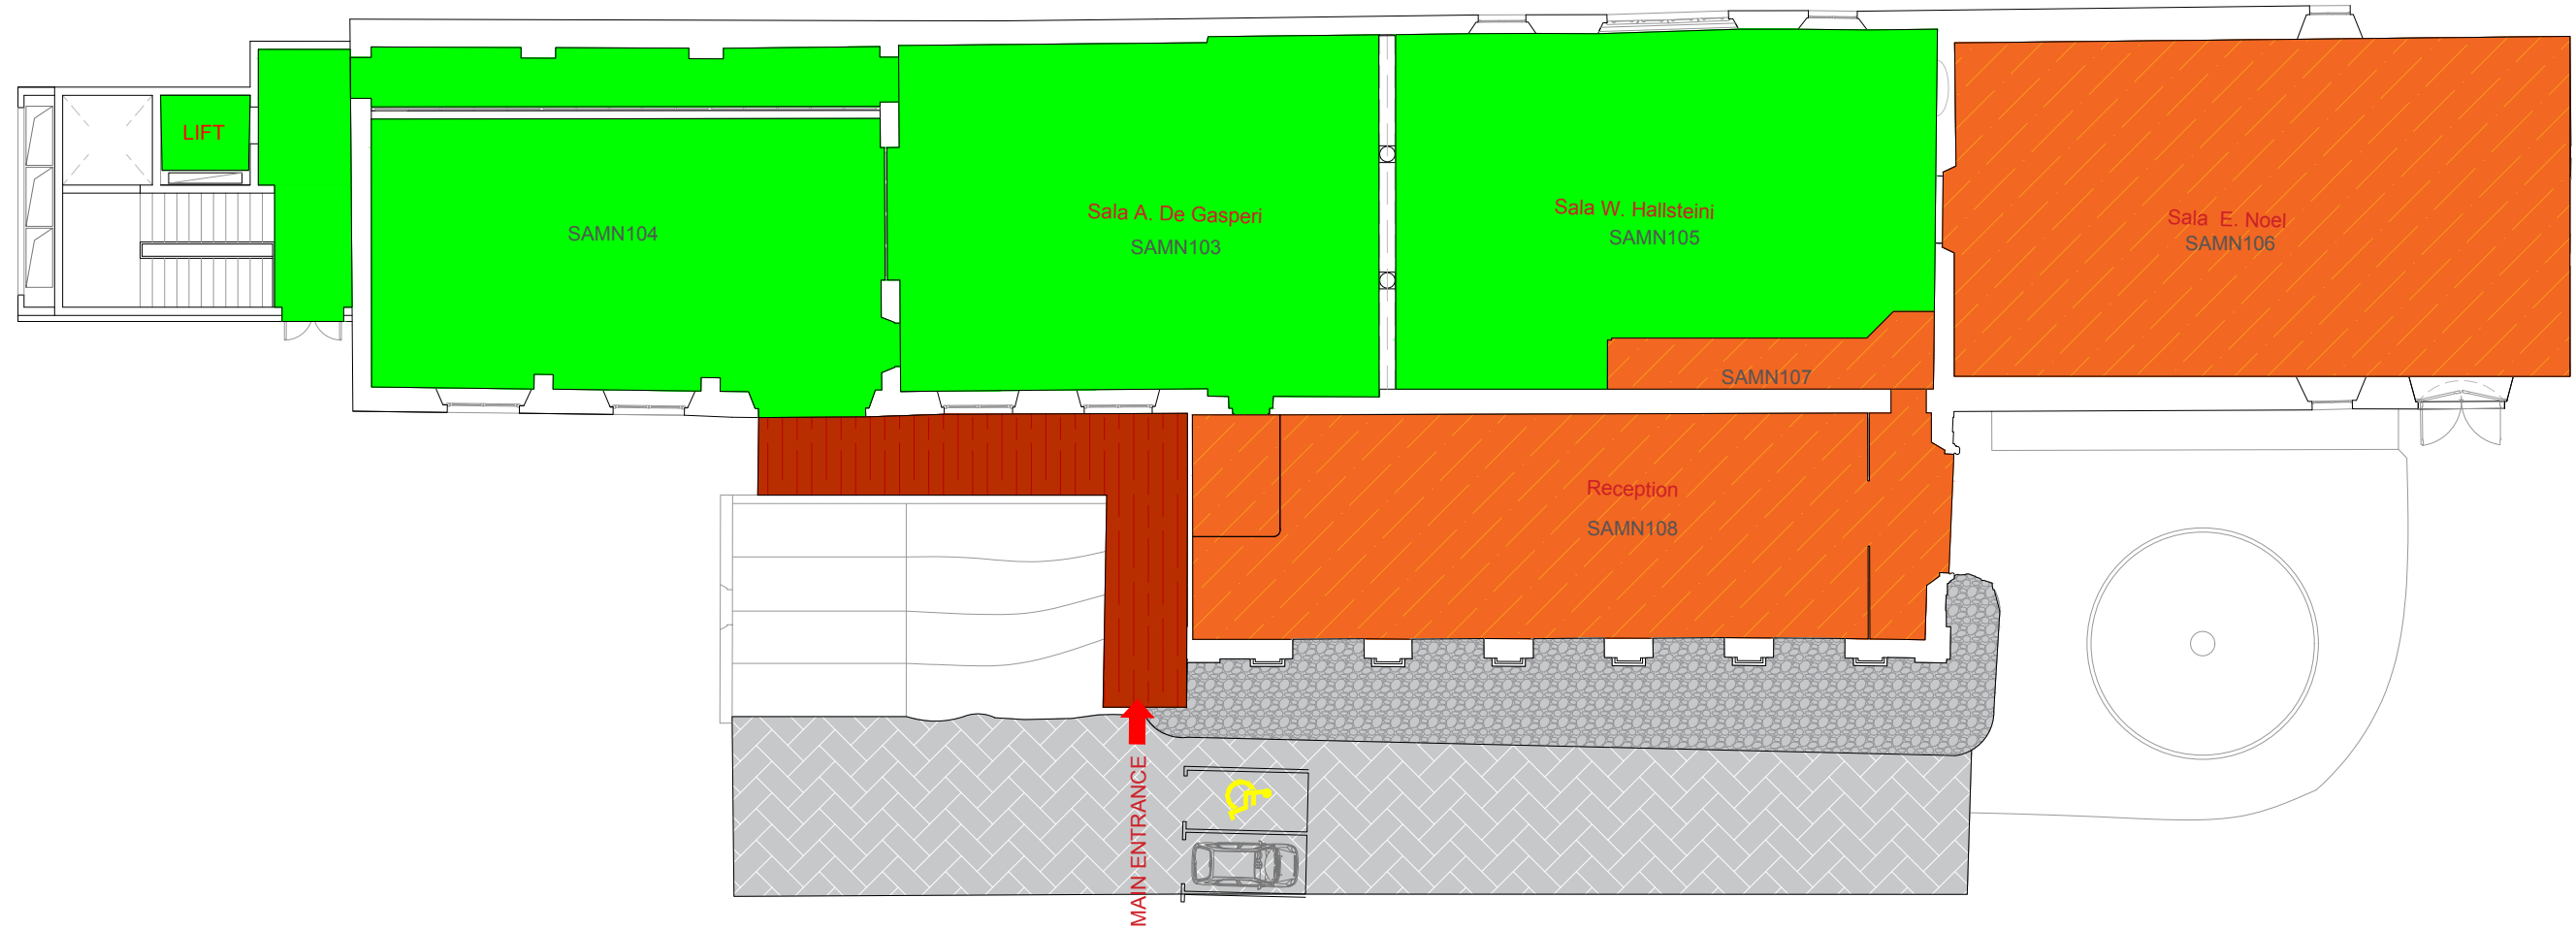 LIFT
SAMN104
Sala A. De Gasperi
SAMN103
Sala W. Hallsteini
SAMN105
Sala E. Noel
SAMN106
SAMN107
Reception
SAMN108
MAIN ENTRANCE